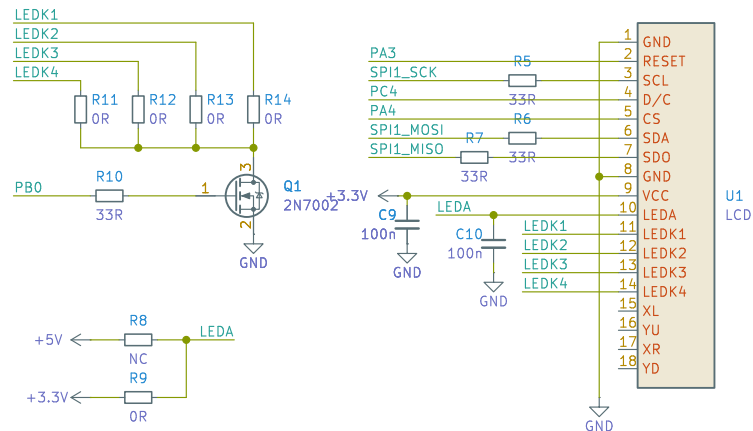 LEDK1
LEDK2
LEDK3
LEDK4
R11
0R
R12
0R
R13
0R
R14
0R
PB0
R10
33R
1
3
2
Q1
2N7002
GND
+5V
R8
NC
LEDA
+3.3V
R9
0R
PA3
SPI1_SCK
R5
33R
PC4
PA4
SPI1_MOSI
R6
33R
SPI1_MISO
R7
33R
+3.3V
C9
100n
GND
LEDA
C10
100n
GND
LEDK1
LEDK2
LEDK3
LEDK4
1 GND
2 RESET
3 SCL
4 D/C
5 CS
6 SDA
7 SDO
8 GND
9 VCC
10 LEDA
11 LEDK1
12 LEDK2
13 LEDK3
14 LEDK4
15 XL
16 YU
17 XR
18 YD
U1
LCD
GND